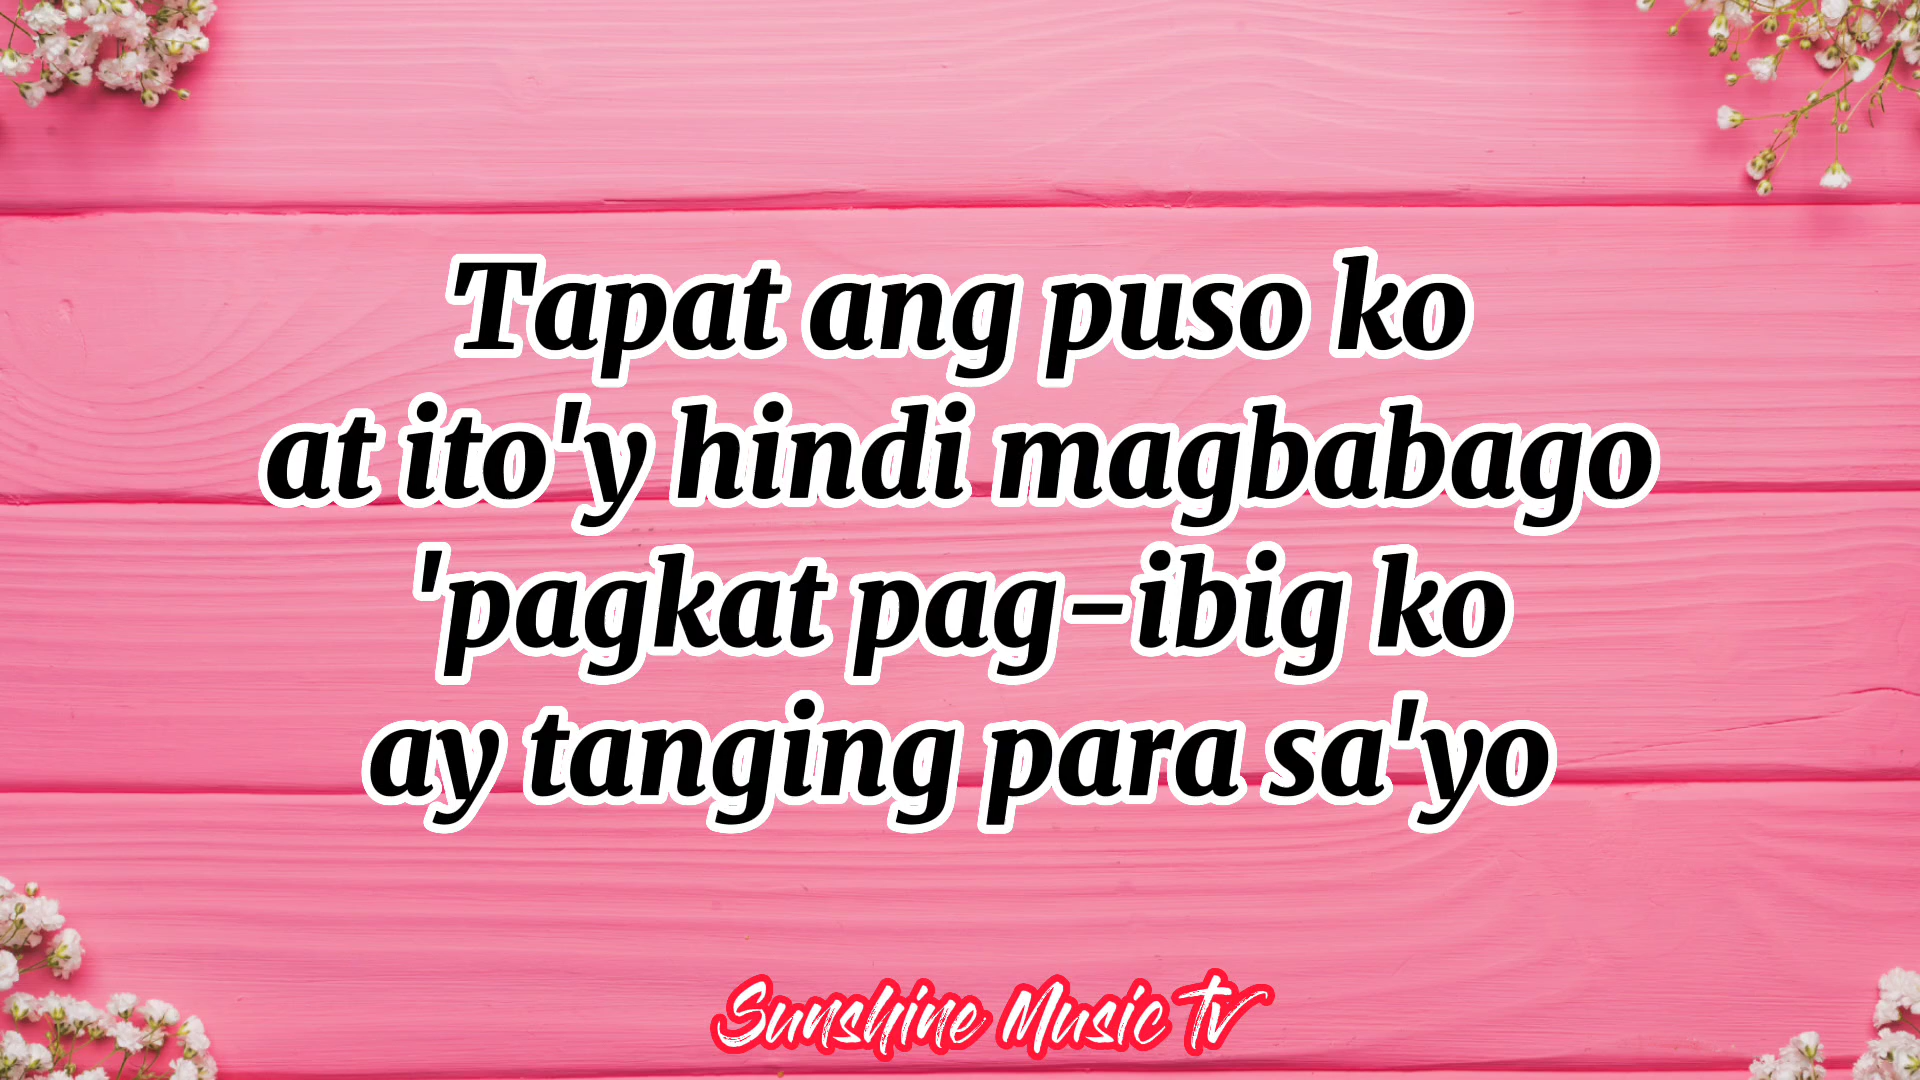 Tapat ang puso ko
at ito'y hindi magbabago
'pagkat pag-ibig ko
ay tanging para sa'yo
Sunshine Music Tv